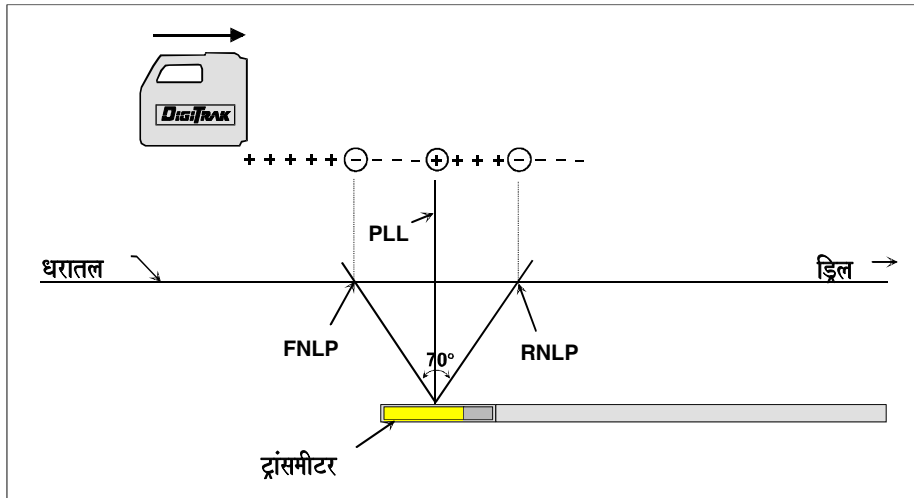 DIGITRAK
+ + + + + − − − − + + + + − − − −
PLL
धरातल
ड्रिल
FNLP
70°
RNLP
ट्रांसमीटर